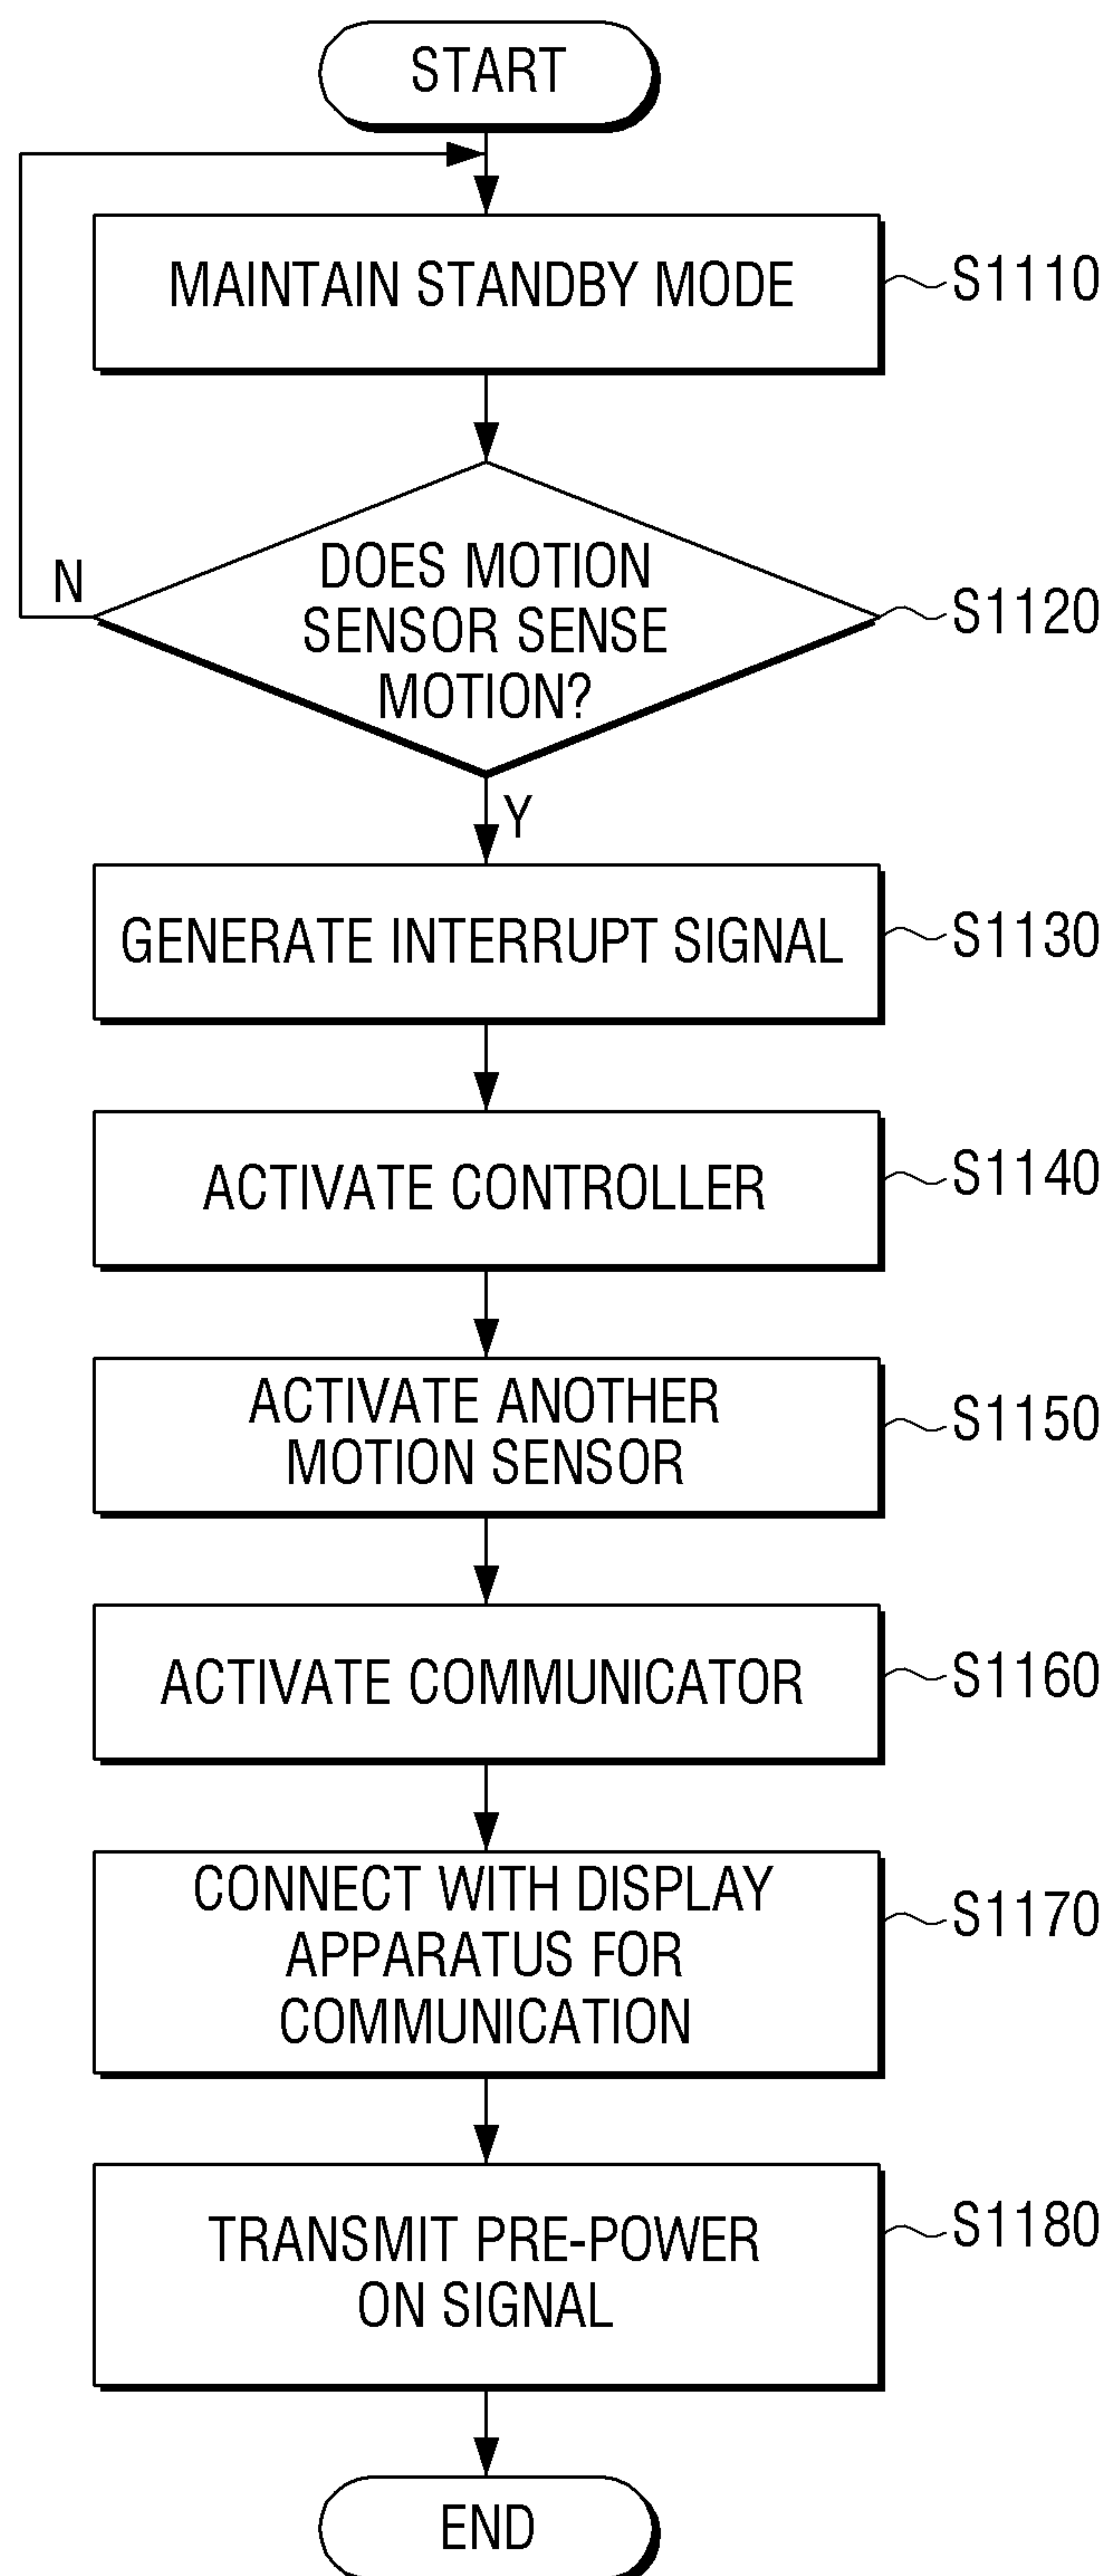 START
MAINTAIN STANDBY MODE
S1110
DOES MOTION
SENSOR SENSE
MOTION?
S1120
N
Y
GENERATE INTERRUPT SIGNAL
S1130
ACTIVATE CONTROLLER
S1140
ACTIVATE ANOTHER
MOTION SENSOR
S1150
ACTIVATE COMMUNICATOR
S1160
CONNECT WITH DISPLAY
APPARATUS FOR
COMMUNICATION
S1170
TRANSMIT PRE-POWER
ON SIGNAL
S1180
END